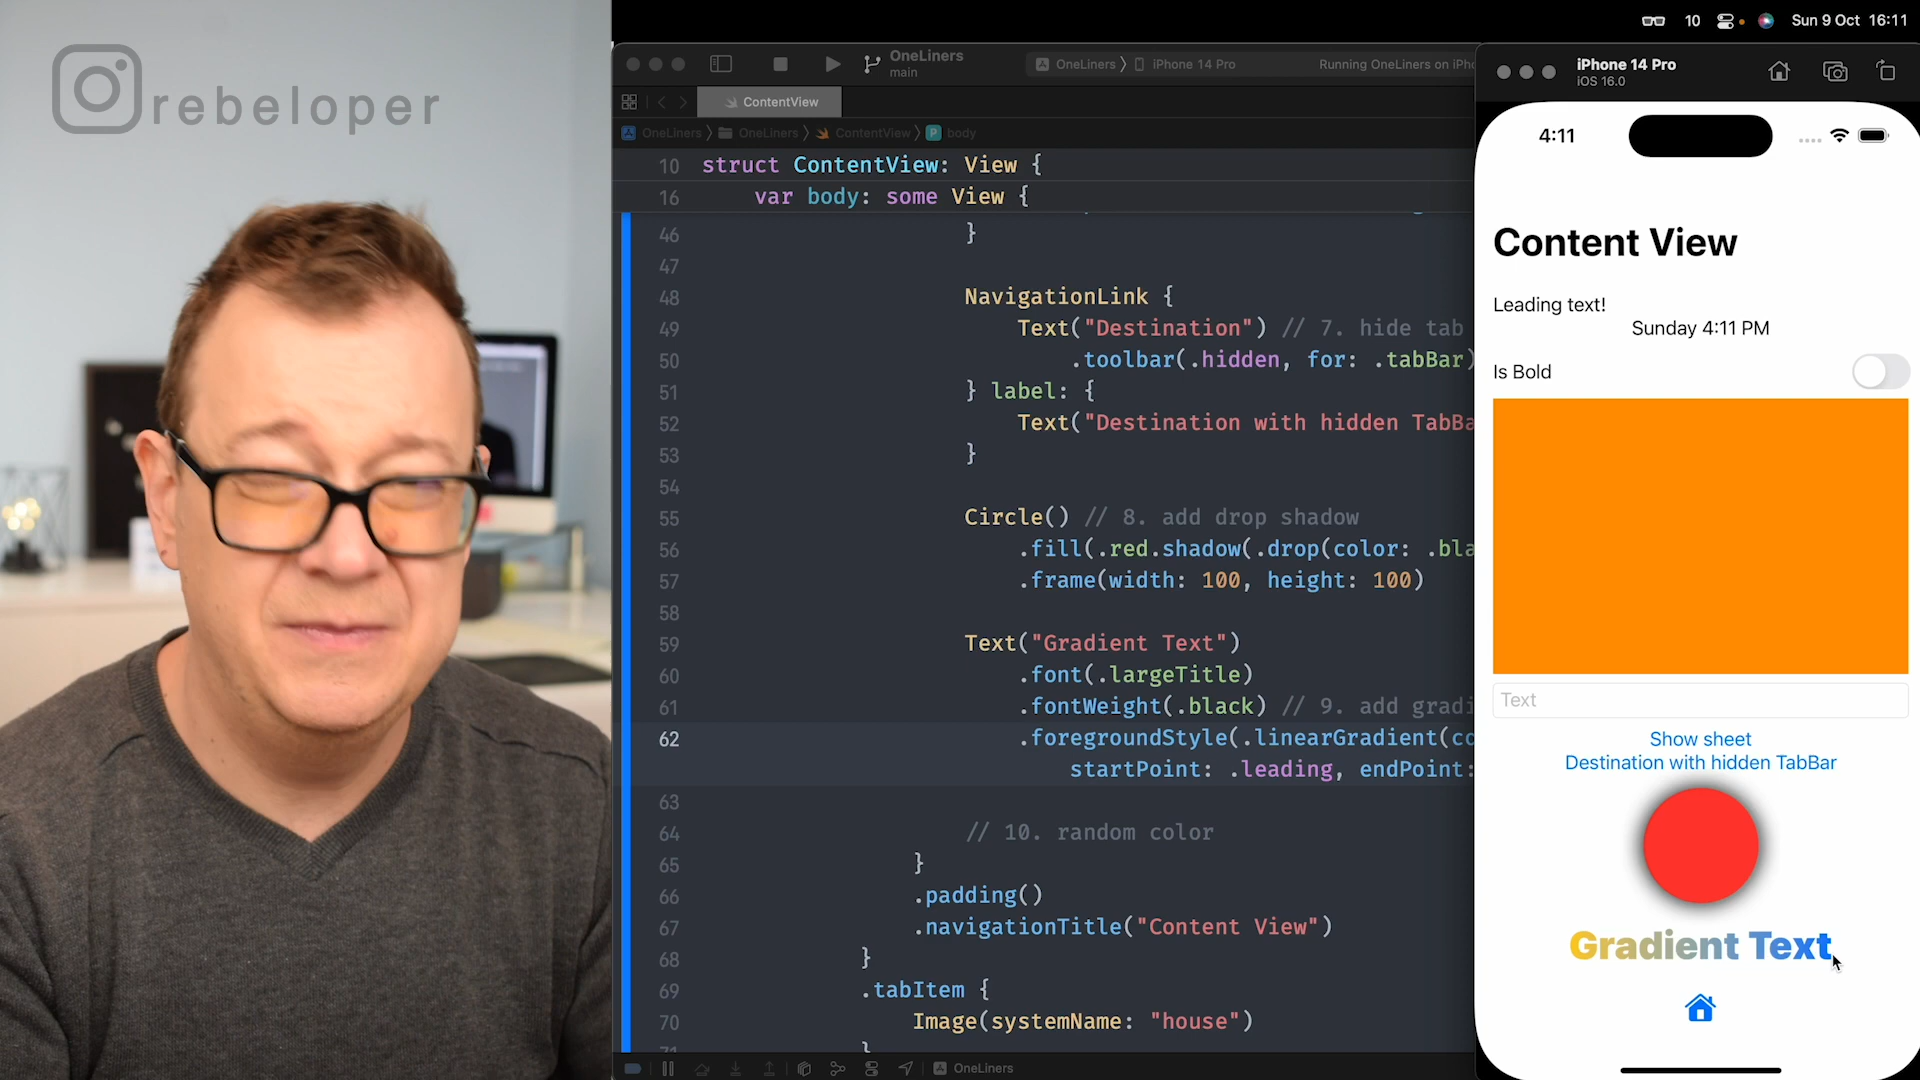 rebeloper
10 Sun 9 Oct 16:11
OneLiners
main
OneLiners iPhone 14 Pro
ContentView
OneLiners OneLiners ContentView P body
10 struct ContentView: View {
16 var body: some View {
46 }
47
48 NavigationLink {
49 Text("Destination") // 7. hide tab
50 .toolbar(.hidden, for: .tabBar)
51 } label: {
52 Text("Destination with hidden
53 }
54
55 Circle() // 8. add drop shadow
56 .fill(.red.shadow(.drop(color:
57 .frame(width: 100, height: 100)
58
59 Text("Gradient Text")
60 .font(.largeTitle)
61 .fontWeight(.black) // 9. add
62 .foregroundStyle(.linearGradient(
startPoint: .leading, endPoint:
63
64 // 10. random color
65 }
66 .padding()
67 .navigationTitle("Content View")
68 }
69 .tabItem {
70 Image(systemName: "house")
}
OneLiners
Running OneLiners on
iPhone 14 Pro
iOS 16.0
4:11
Content View
Leading text!
Sunday 4:11 PM
Is Bold
Text
Show sheet
Destination with hidden TabBar
Gradient Text